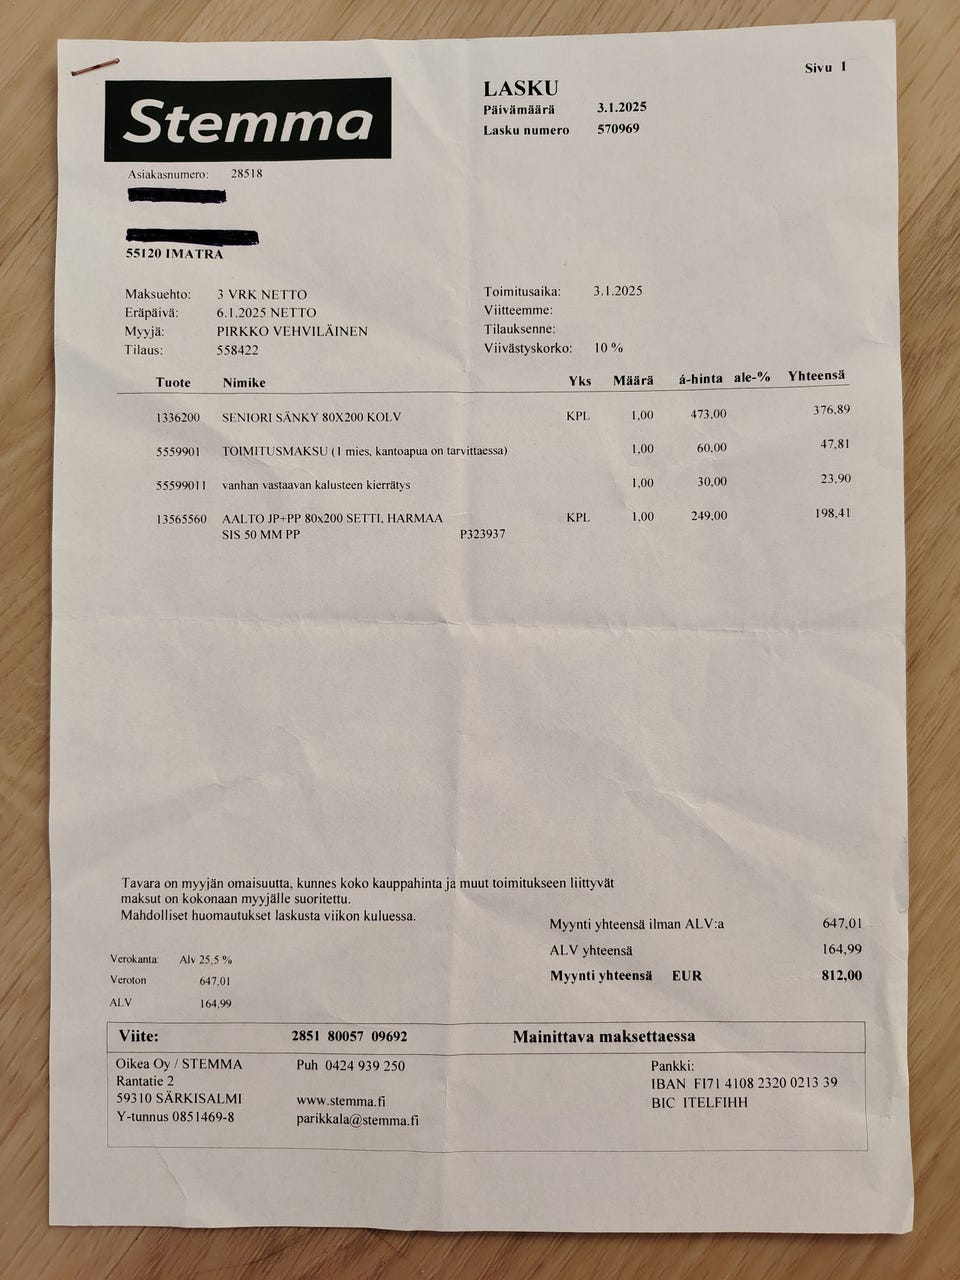 Sivu 1
Stemma
LASKU
Päivämäärä 3.1.2025
Lasku numero 570969
Asiakasnumero: 28518
55120 IMATRA
Maksuehto: 3 VRK NETTO
Eräpäivä: 6.1.2025 NETTO
Myyjä: PIRKKO VEHVILÄINEN
Tilaus: 558422
Toimitusaika: 3.1.2025
Viitteemme:
Tilauksenne:
Viivästyskorko: 10 %
Tuote Nimike Yks Määrä á-hinta ale-% Yhteensä
1336200 SENIORI SÄNKY 80X200 KOLV KPL 1,00 473,00 376,89
5559901 TOIMITUSMAKSU (1 mies, kantoapua on tarvittaessa) 1,00 60,00 47,81
55599011 vanhan vastaavan kalusteen kierrätys 1,00 30,00 23,90
13565560 AALTO JP+PP 80x200 SETTI, HARMAA KPL 1,00 249,00 198,41
SIS 50 MM PP P323937
Tavara on myyjän omaisuutta, kunnes koko kauppahinta ja muut toimitukseen liittyvät
maksut on kokonaan myyjälle suoritettu.
Mahdolliset huomautukset laskusta viikon kuluessa.
Myynti yhteensä ilman ALV:a 647,01
ALV yhteensä 164,99
Myynti yhteensä EUR 812,00
Verokanta: Alv 25,5 %
Veroton 647,01
ALV 164,99
Viite: 2851 80057 09692 Mainittava maksettaessa
Oikea Oy / STEMMA
Rantatie 2
59310 SÄRKISALMI
Y-tunnus 0851469-8
Puh 0424 939 250
www.stemma.fi
parikkala@stemma.fi
Pankki:
IBAN FI71 4108 2320 0213 39
BIC ITELFIHH